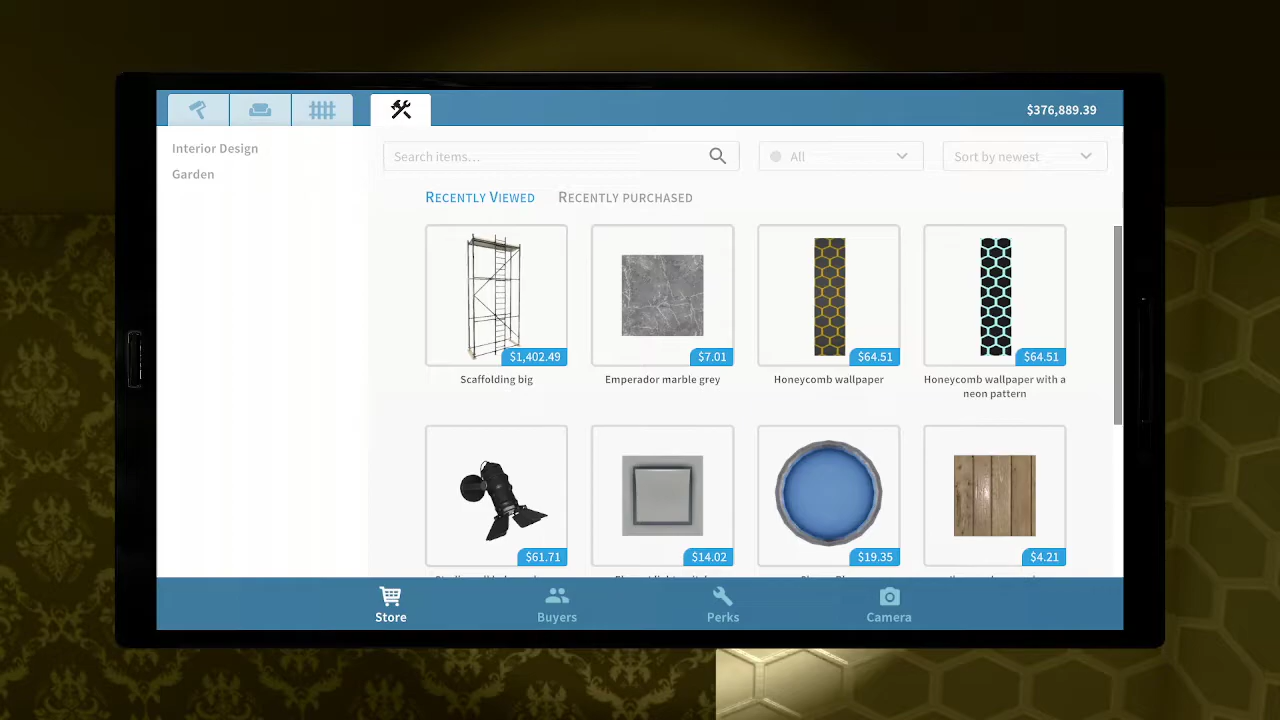 $376,889.39
Interior Design
Garden
Search items...
All
Sort by newest
RECENTLY VIEWED
RECENTLY PURCHASED
$1,402.49
$7.01
$64.51
$64.51
Scaffolding big
Emperador marble grey
Honeycomb wallpaper
Honeycomb wallpaper with a
neon pattern
$61.71
$14.02
$19.35
$4.21
Store
Buyers
Perks
Camera